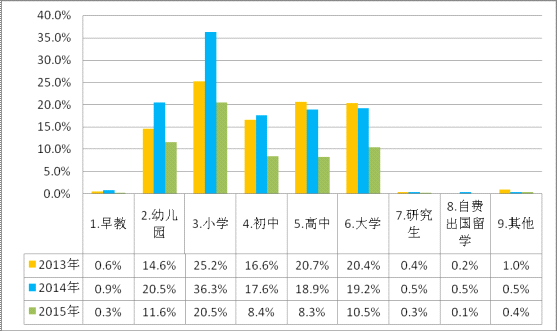 40.0%
35.0%
30.0%
25.0%
20.0%
15.0%
10.0%
5.0%
0.0%
1.早教 2.幼儿园 3.小学 4.初中 5.高中 6.大学 7.研究生 8.自费出国留学 9.其他
2013年 0.6% 14.6% 25.2% 16.6% 20.7% 20.4% 0.4% 0.2% 1.0%
2014年 0.9% 20.5% 36.3% 17.6% 18.9% 19.2% 0.5% 0.5% 0.5%
2015年 0.3% 11.6% 20.5% 8.4% 8.3% 10.5% 0.3% 0.1% 0.4%